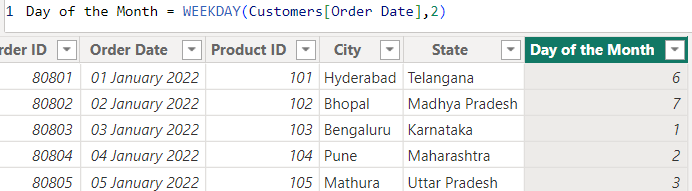 1 Day of the Month = WEEKDAY(Customers[Order Date],2)
rder ID Order Date Product ID City State Day of the Month
80801 01 January 2022 101 Hyderabad Telangana 6
80802 02 January 2022 102 Bhopal Madhya Pradesh 7
80803 03 January 2022 103 Bengaluru Karnataka 1
80804 04 January 2022 104 Pune Maharashtra 2
80805 05 January 2022 105 Mathura Uttar Pradesh 3